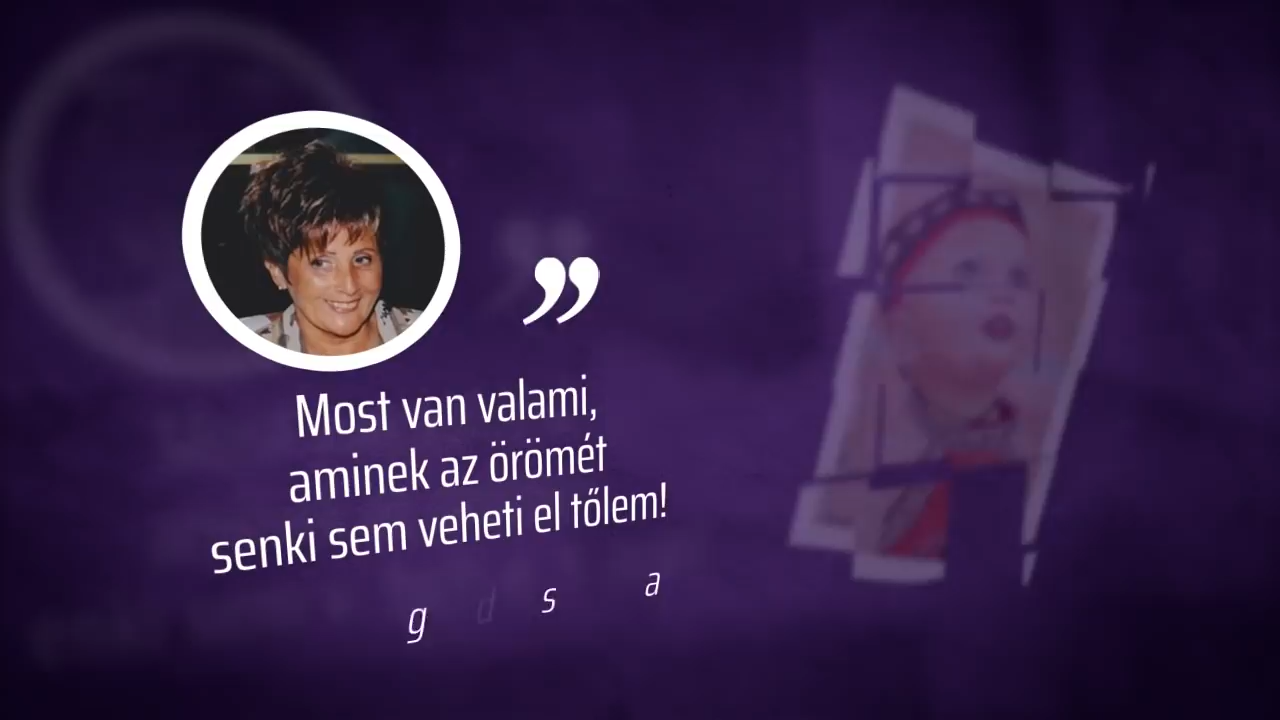 ”
Most van valami,
aminek az örömét
senki sem veheti el tőlem!